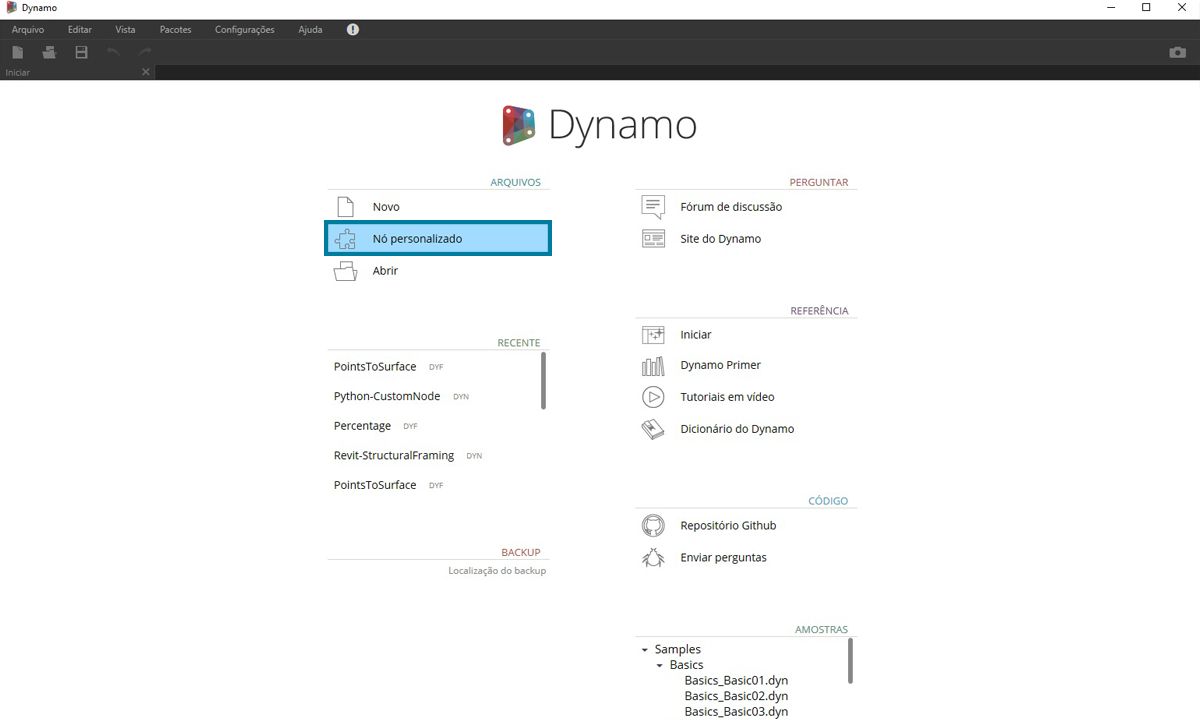 Dynamo
Arquivo Editar Vista Pacotes Configurações Ajuda
Iniciar
Dynamo
ARQUIVOS
Novo
Nó personalizado
Abrir
RECENTE
PointsToSurface DYF
Python-CustomNode DYN
Percentage DYF
Revit-StructuralFraming DYN
PointsToSurface DYF
BACKUP
Localização do backup
PERGUNTAR
Fórum de discussão
Site do Dynamo
REFERÊNCIA
Iniciar
Dynamo Primer
Tutoriais em vídeo
Dicionário do Dynamo
CÓDIGO
Repositório Github
Enviar perguntas
AMOSTRAS
Samples
Basics
Basics_Basic01.dyn
Basics_Basic02.dyn
Basics_Basic03.dyn